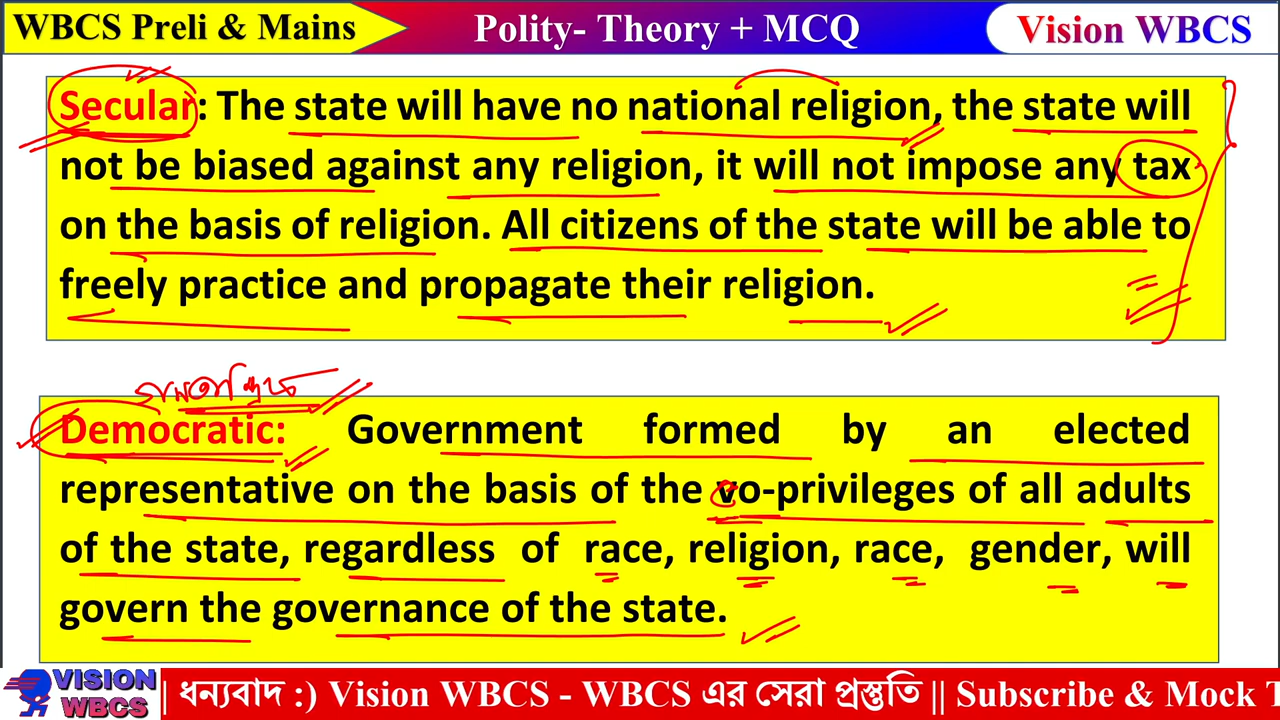 WBCS Preli & Mains
Polity- Theory + MCQ
Vision WBCS
Secular: The state will have no national religion, the state will
not be biased against any religion, it will not impose any tax
on the basis of religion. All citizens of the state will be able to
freely practice and propagate their religion.
Democratic: Government formed by an elected
representative on the basis of the vo-privileges of all adults
of the state, regardless of race, religion, race, gender, will
govern the governance of the state.
VISION
WBCS
| ধন্যবাদ :) Vision WBCS - WBCS এর সেরা প্রস্তুতি || Subscribe & Mock T